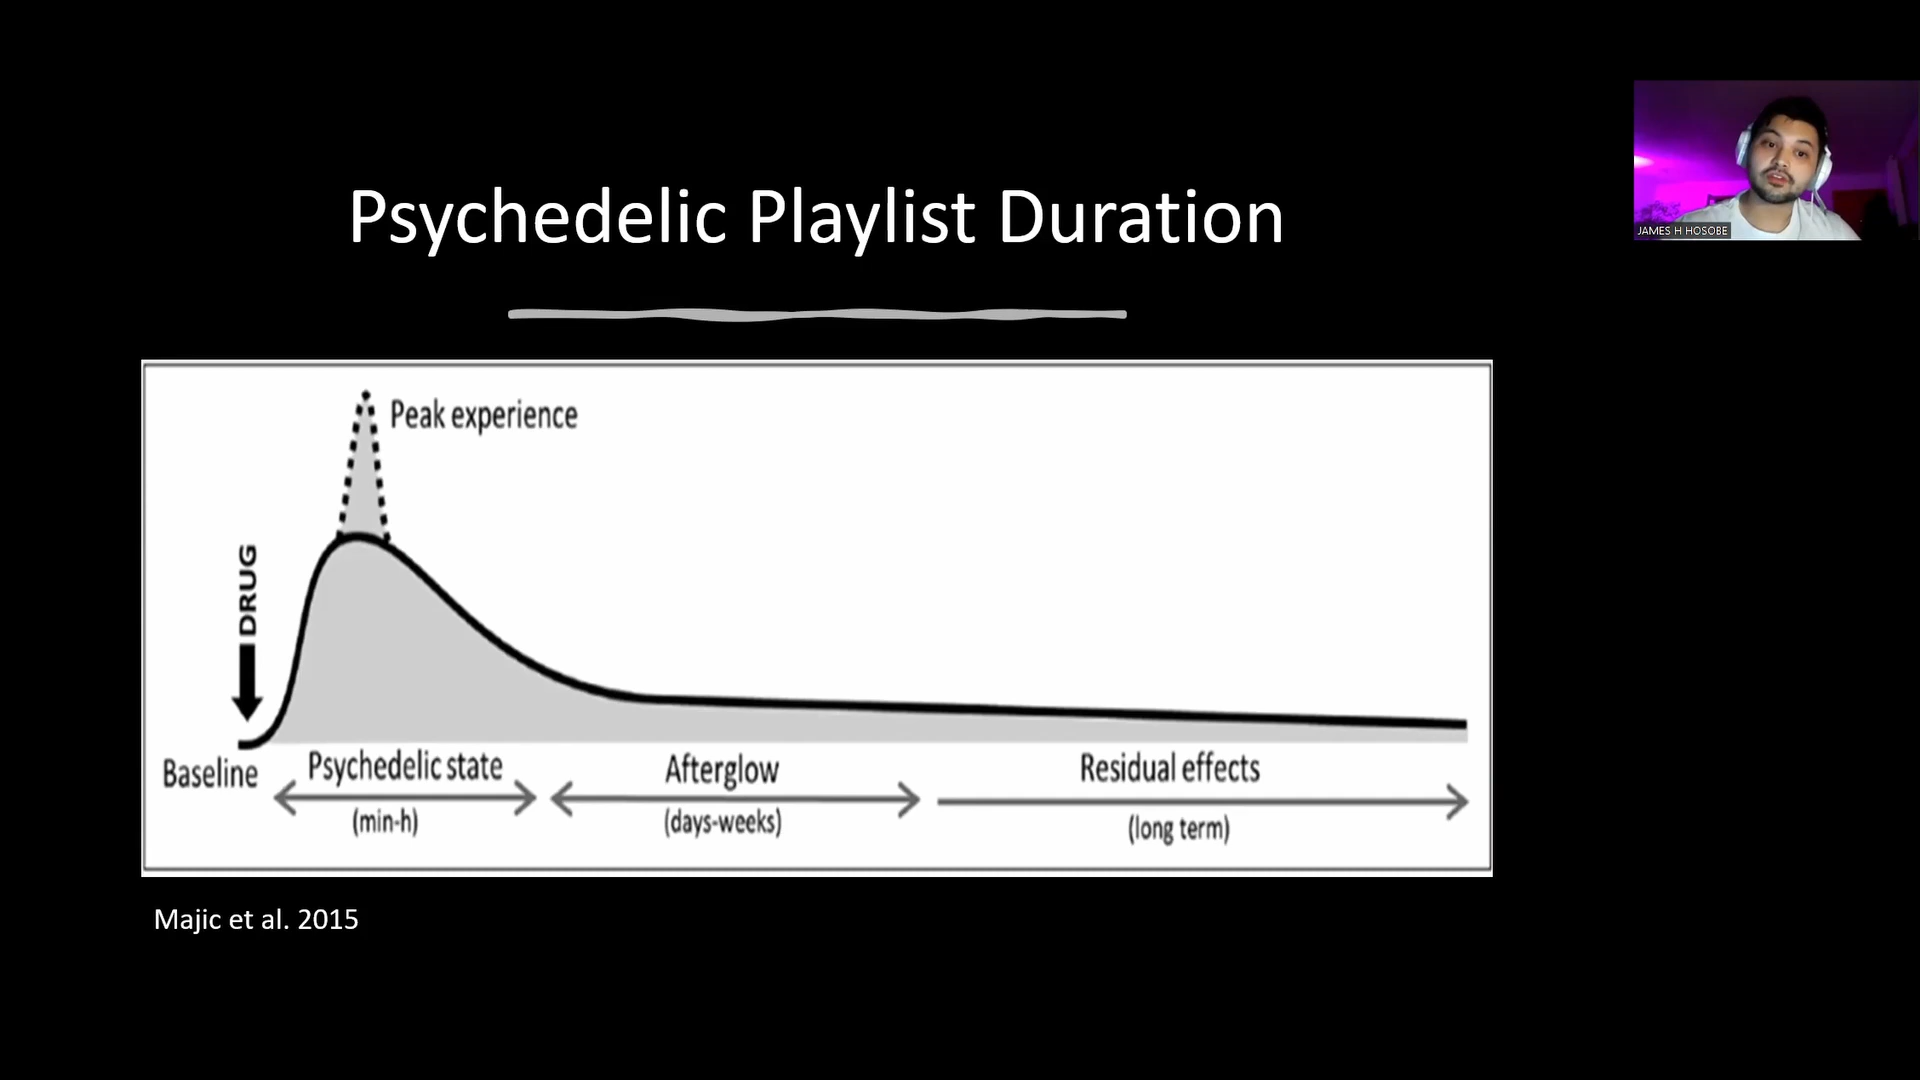 Psychedelic Playlist Duration
JAMES H HOSOBE
Peak experience
DRUG
Baseline
Psychedelic state
(min-h)
Afterglow
(days-weeks)
Residual effects
(long term)
Majic et al. 2015